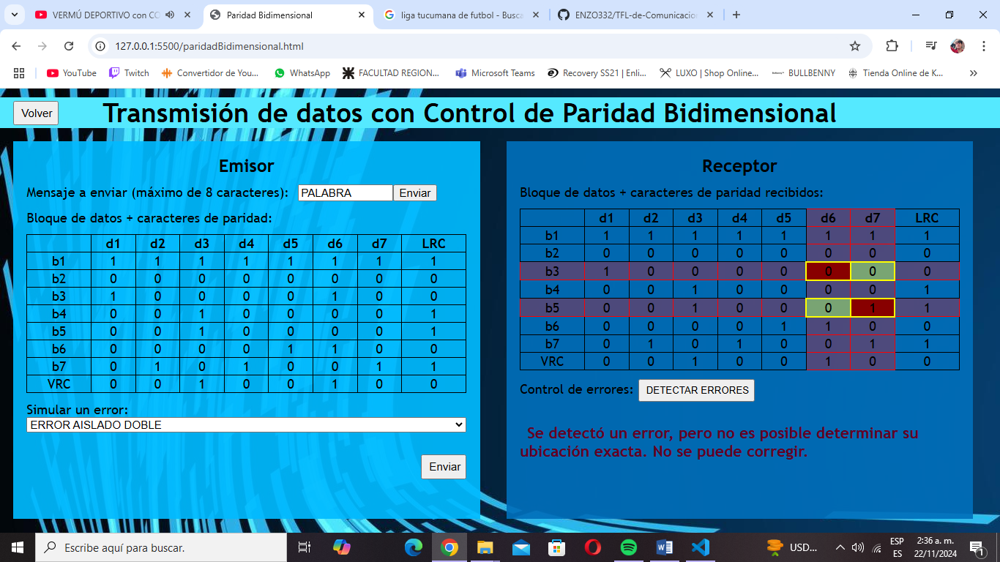 VERMÚ DEPORTIVO con CO
Paridad Bidimensional
liga tucumana de futbol - Busca
ENZO332/TFL-de-Comunicacion
127.0.0.1:5500/paridadBidimensional.html
YouTube Twitch Convertidor de You... WhatsApp FACULTAD REGION... Microsoft Teams Recovery SS21 | Enli... LUXO | Shop Online... BULLBENNY Tienda Online de K...
Volver Transmisión de datos con Control de Paridad Bidimensional
Emisor
Mensaje a enviar (máximo de 8 caracteres): PALABRA Enviar
Bloque de datos + caracteres de paridad:
d1 d2 d3 d4 d5 d6 d7 LRC
b1 1 1 1 1 1 1 1 1
b2 0 0 0 0 0 0 0 0
b3 1 0 0 0 0 1 0 0
b4 0 0 1 0 0 0 0 1
b5 0 0 1 0 0 0 0 1
b6 0 0 0 0 1 1 0 0
b7 0 1 0 1 0 0 1 1
VRC 0 0 1 0 0 1 0 0
Simular un error:
ERROR AISLADO DOBLE
Enviar
Receptor
Bloque de datos + caracteres de paridad recibidos:
d1 d2 d3 d4 d5 d6 d7 LRC
b1 1 1 1 1 1 1 1 1
b2 0 0 0 0 0 0 0 0
b3 1 0 0 0 0 0 0 0
b4 0 0 1 0 0 0 0 1
b5 0 0 1 0 0 0 1 1
b6 0 0 0 0 1 1 0 0
b7 0 1 0 1 0 0 1 1
VRC 0 0 1 0 0 1 0 0
Control de errores: DETECTAR ERRORES
Se detectó un error, pero no es posible determinar su
ubicación exacta. No se puede corregir.
Escribe aquí para buscar.
USD...
ESP
ES
2:36 a. m.
22/11/2024
1